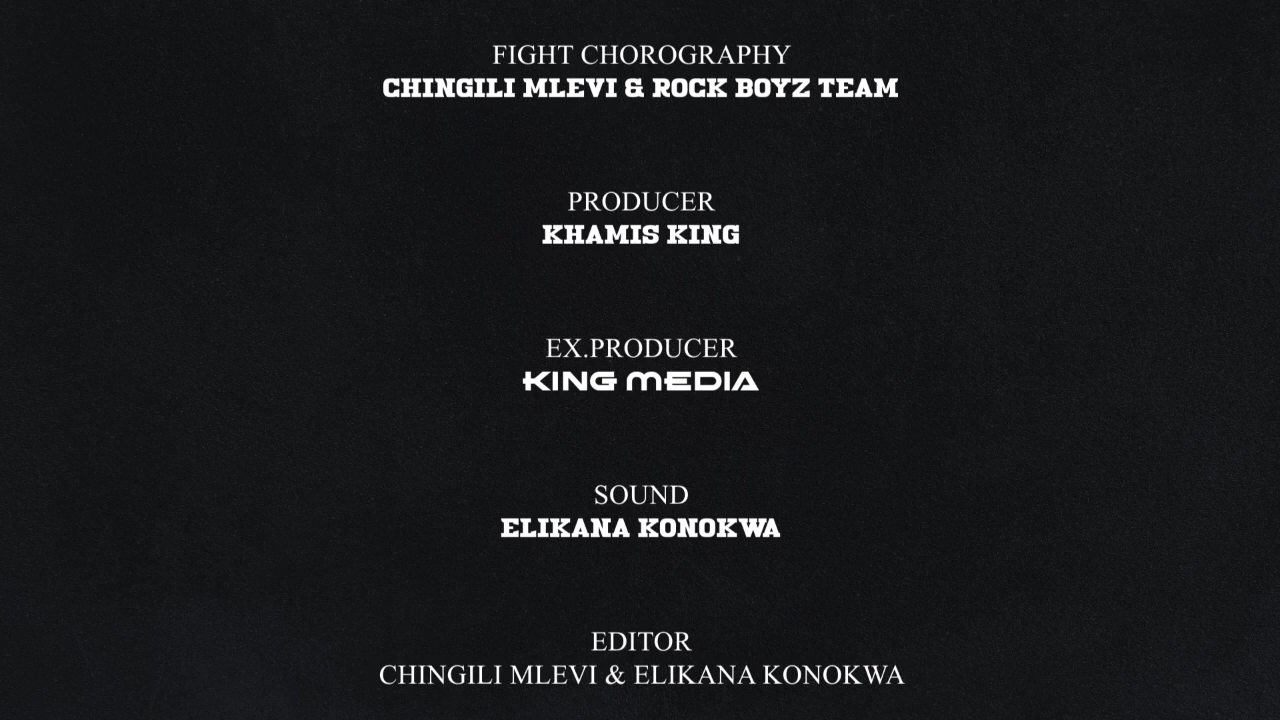 FIGHT CHOROGRAPHY
CHINGILI MLEVI & ROCK BOYZ TEAM
PRODUCER
KHAMIS KING
EX.PRODUCER
KING MEDIA
SOUND
ELIKANA KONOKWA
EDITOR
CHINGILI MLEVI & ELIKANA KONOKWA